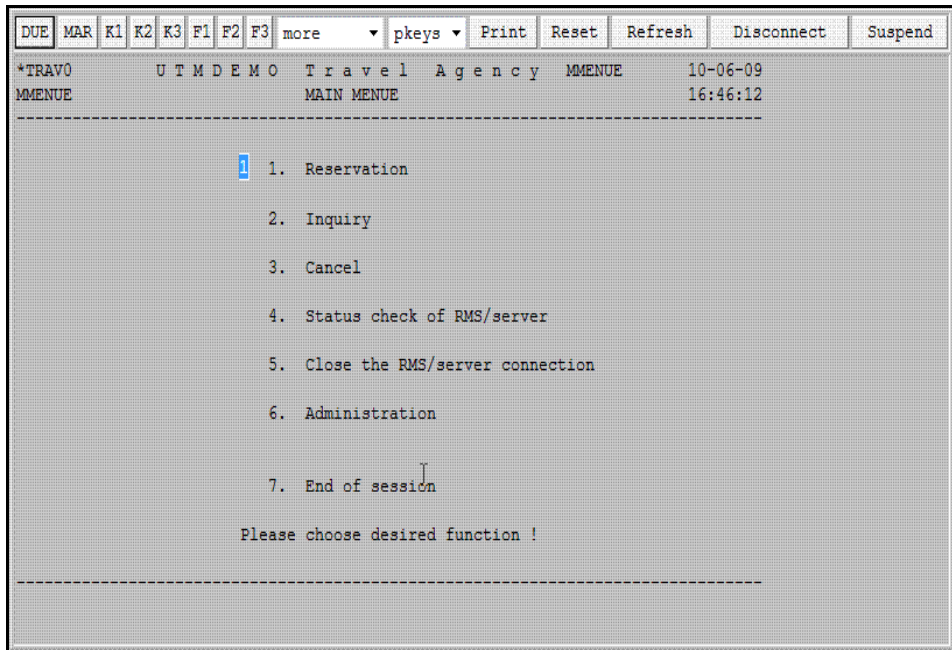 DUE MAR K1 K2 K3 F1 F2 F3 more pkeys Print Reset Refresh Disconnect Suspend
*TRAV0 U T M D E M O T r a v e l A g e n c y MMENUE 10-06-09
MMENUE MAIN MENUE 16:46:12
1 1. Reservation
2. Inquiry
3. Cancel
4. Status check of RMS/server
5. Close the RMS/server connection
6. Administration
7. End of session
Please choose desired function !